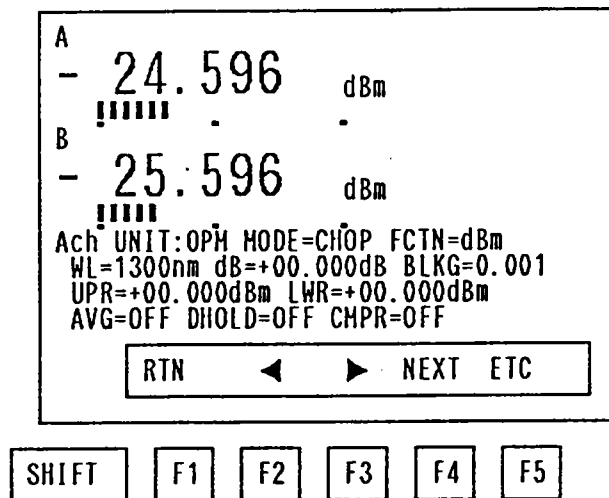 A
- 24.596 dBm
B
- 25.596 dBm
Ach UNIT:OPM MODE=CHOP FCTN=dBm
WL=1300nm dB=+00.000dB BLKG=0.001
UPR=+00.000dBm LWR=+00.000dBm
AVG=OFF DHOLD=OFF CMPR=OFF
RTN ◀ ▶ NEXT ETC
SHIFT F1 F2 F3 F4 F5